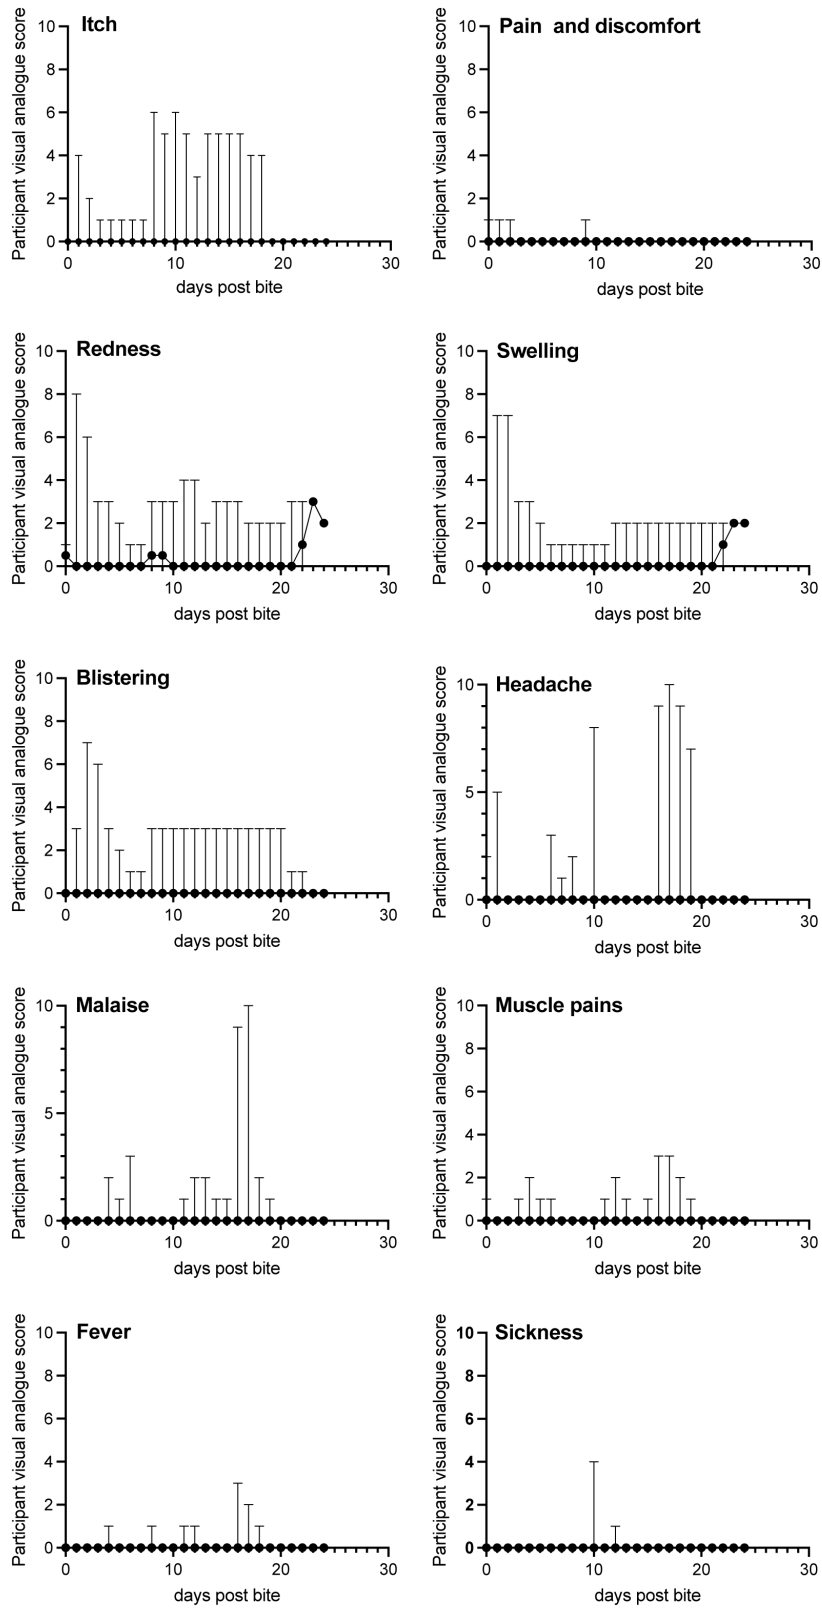 Itch
Participant visual analogue score
10
8
6
4
2
0
0 10 20 30
days post bite
Pain and discomfort
Participant visual analogue score
10
8
6
4
2
0
0 10 20 30
days post bite
Redness
Participant visual analogue score
10
8
6
4
2
0
0 10 20 30
days post bite
Swelling
Participant visual analogue score
10
8
6
4
2
0
0 10 20 30
days post bite
Blistering
Participant visual analogue score
10
8
6
4
2
0
0 10 20 30
days post bite
Headache
Participant visual analogue score
10
5
0
0 10 20 30
days post bite
Malaise
Participant visual analogue score
10
5
0
0 10 20 30
days post bite
Muscle pains
Participant visual analogue score
10
8
6
4
2
0
0 10 20 30
days post bite
Fever
Participant visual analogue score
10
8
6
4
2
0
0 10 20 30
days post bite
Sickness
Participant visual analogue score
10
8
6
4
2
0
0 10 20 30
days post bite